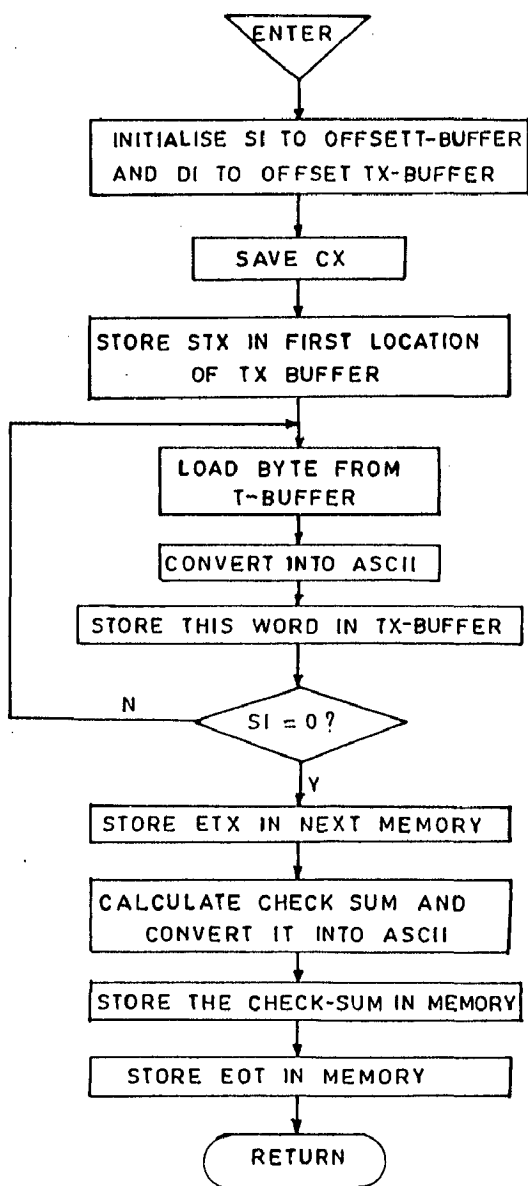 ENTER
INITIALISE SI TO OFFSETT-BUFFER
AND DI TO OFFSET TX-BUFFER
SAVE CX
STORE STX IN FIRST LOCATION
OF TX BUFFER
LOAD BYTE FROM
T-BUFFER
CONVERT INTO ASCII
STORE THIS WORD IN TX-BUFFER
N
SI = 0 ?
Y
STORE ETX IN NEXT MEMORY
CALCULATE CHECK SUM AND
CONVERT IT INTO ASCII
STORE THE CHECK-SUM IN MEMORY
STORE EOT IN MEMORY
RETURN